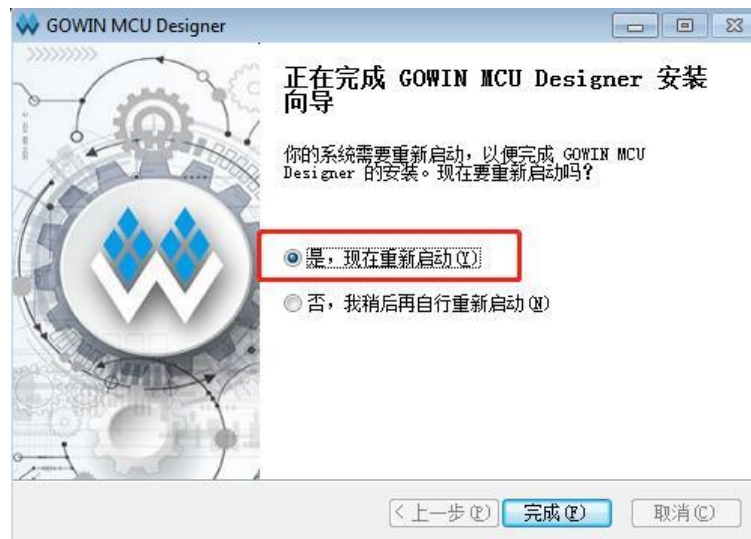 GOWIN MCU Designer
正在完成 GOWIN MCU Designer 安装
向导
你的系统需要重新启动，以便完成 GOWIN MCU
Designer 的安装。现在要重新启动吗?
是，现在重新启动(Y)
否，我稍后再自行重新启动(N)
< 上一步(P)
完成(F)
取消(C)